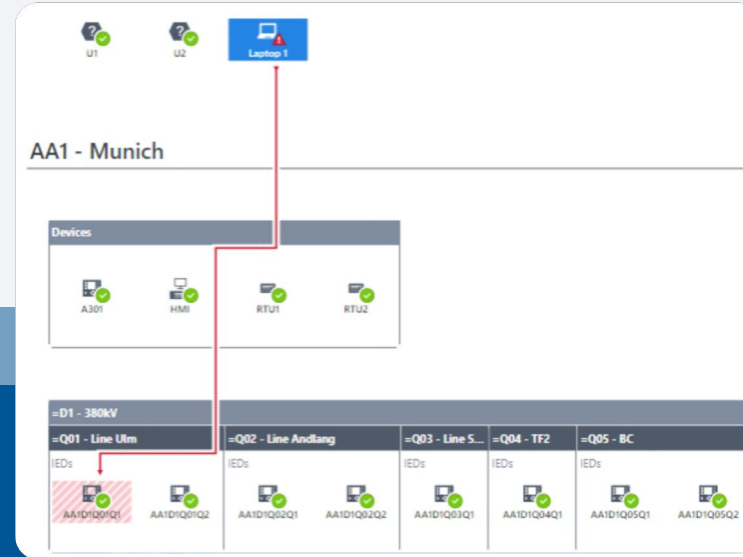 U1
U2
Laptop 1
AA1 - Munich
Devices
A301
HMI
RTU1
RTU2
=D1 - 380kV
=Q01 - Line Ulm
=Q02 - Line Andlang
=Q03 - Line S...
=Q04 - TF2
=Q05 - BC
IEDs
IEDs
IEDs
IEDs
IEDs
AA1D1Q01Q1
AA1D1Q01Q2
AA1D1Q02Q1
AA1D1Q02Q2
AA1D1Q03Q1
AA1D1Q04Q1
AA1D1Q05Q1
AA1D1Q05Q2